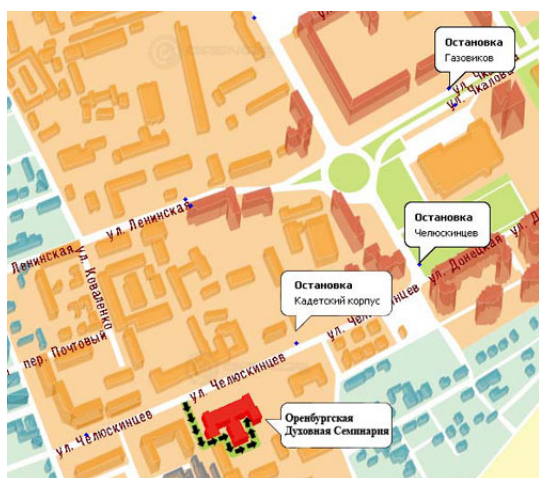 Остановка
Газовиков
ул. Чкалова
ул. Ленинская
Остановка
Челюскинцев
Ленинская
ул. Коваленко
ул. Донецкая
ул. Д
Остановка
Кадетский корпус
пер. Почтовый
ул. Челюскинцев
ул. Челюскинцев
Оренбургская
Духовная Семинария